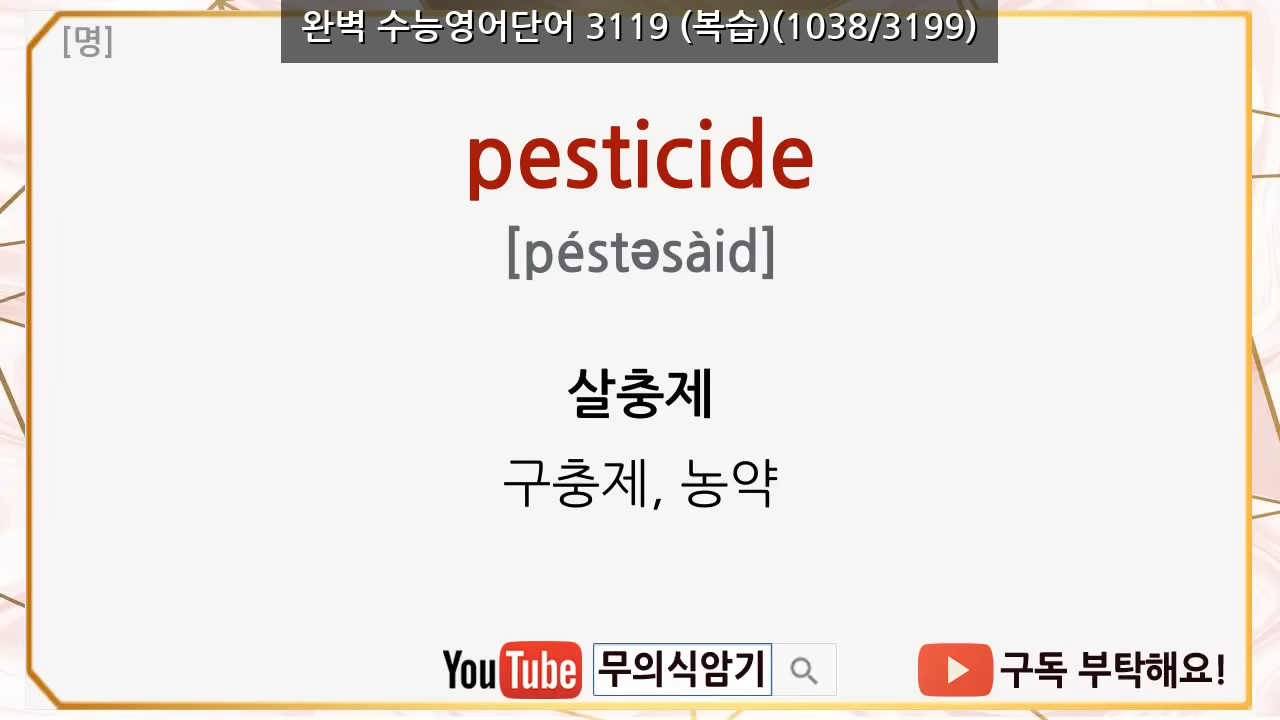 완벽 수능영어단어 3119 (복습)(1038/3199)
[명]
pesticide
[péstəsàid]
살충제
구충제, 농약
YouTube 무의식암기 구독 부탁해요!